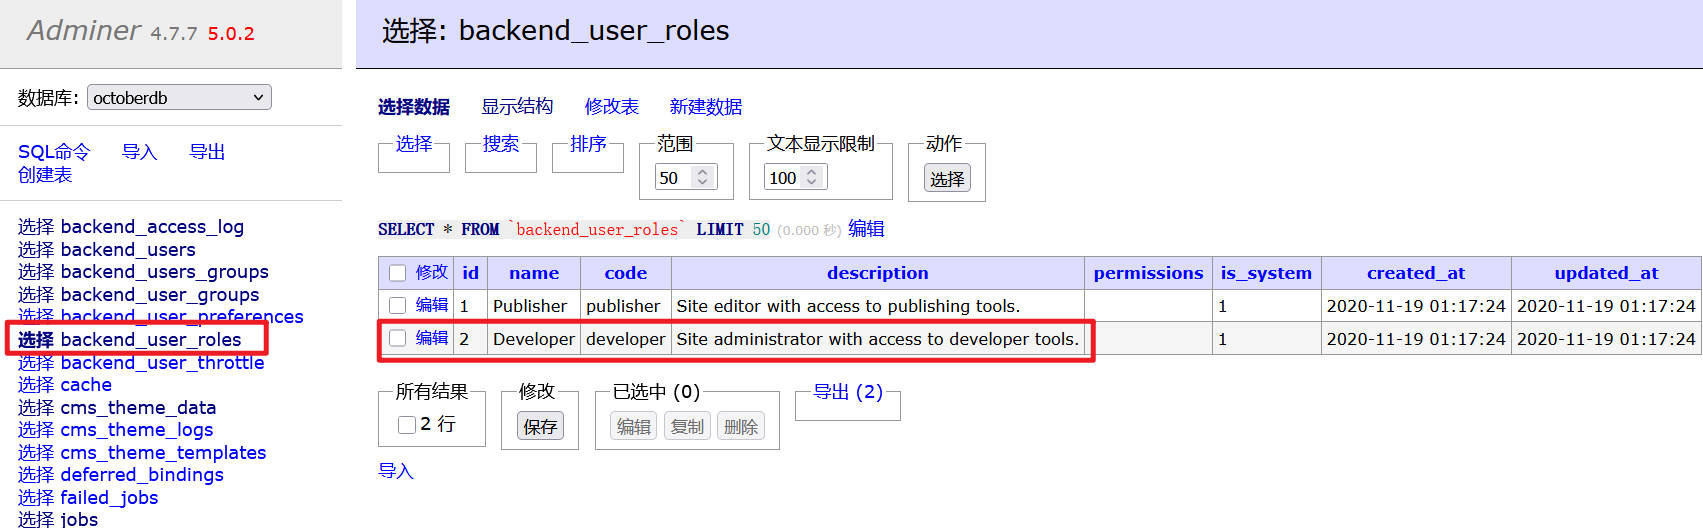 Adminer 4.7.7 5.0.2
数据库: octoberdb
SQL命令 导入 导出
创建表
选择 backend_access_log
选择 backend_users
选择 backend_users_groups
选择 backend_user_groups
选择 backend_user_preferences
选择 backend_user_roles
选择 backend_user_throttle
选择 cache
选择 cms_theme_data
选择 cms_theme_logs
选择 cms_theme_templates
选择 deferred_bindings
选择 failed_jobs
选择 jobs
选择: backend_user_roles
选择数据 显示结构 修改表 新建数据
选择 搜索 排序 范围 文本显示限制 动作
50 100 选择
SELECT * FROM `backend_user_roles` LIMIT 50 (0.000 秒) 编辑
修改 id name code description permissions is_system created_at updated_at
编辑 1 Publisher publisher Site editor with access to publishing tools. 1 2020-11-19 01:17:24 2020-11-19 01:17:24
编辑 2 Developer developer Site administrator with access to developer tools. 1 2020-11-19 01:17:24 2020-11-19 01:17:24
所有结果 修改 已选中 (0) 导出 (2)
2 行 保存 编辑 复制 删除
导入